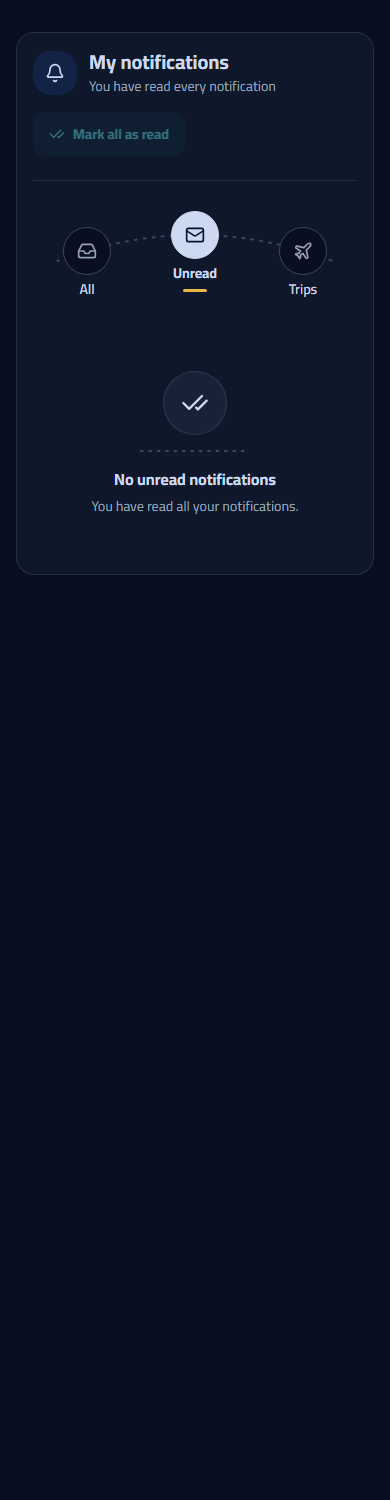 My notifications
You have read every notification
Mark all as read
All
Unread
Trips
No unread notifications
You have read all your notifications.